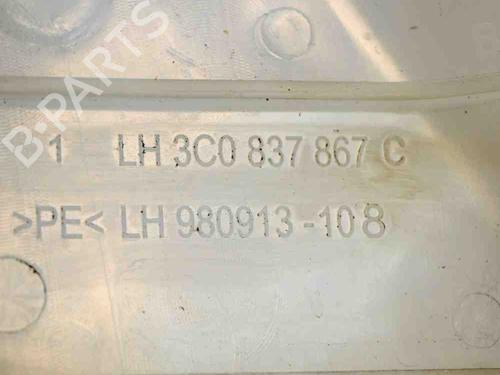 B-PARTS
1 LH 3C0 837 867 C
>PE< LH 980913-108